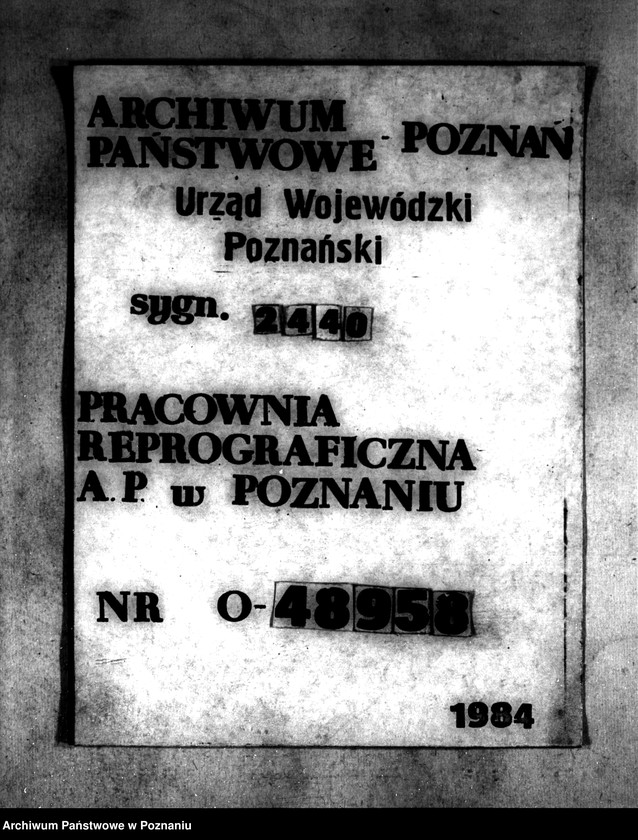 ARCHIWUM
PAŃSTWOWE - POZNAŃ
Urząd Wojewódzki
Poznański
sygn. 2440
PRACOWNIA
REPROGRAFICZNA
A.P. w POZNANIU
NR O-48958
1984
Archiwum Państwowe w Poznaniu